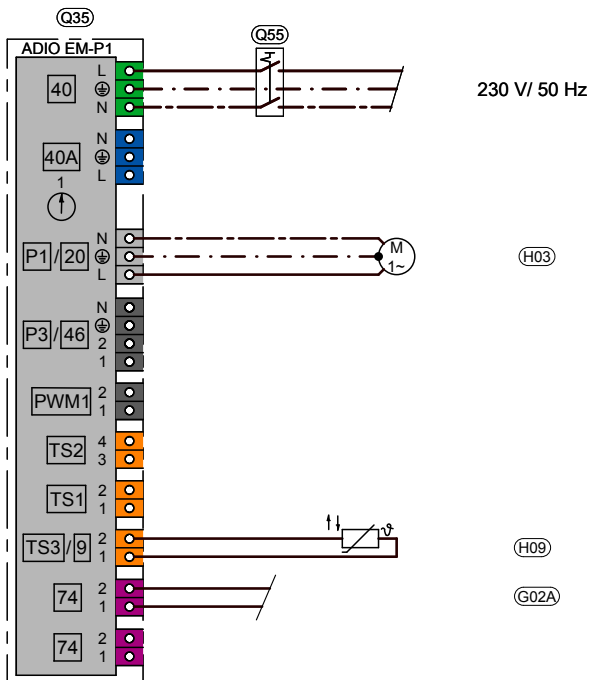 Q35
ADIO EM-P1
Q55
40
L
⏚
N
230 V/ 50 Hz
40A
N
⏚
L
1
P1/20
N
⏚
L
M
1~
H03
P3/46
N
⏚
2
1
PWM1
2
1
TS2
4
3
TS1
2
1
TS3/9
2
1
ϑ
H09
74
2
1
G02A
74
2
1